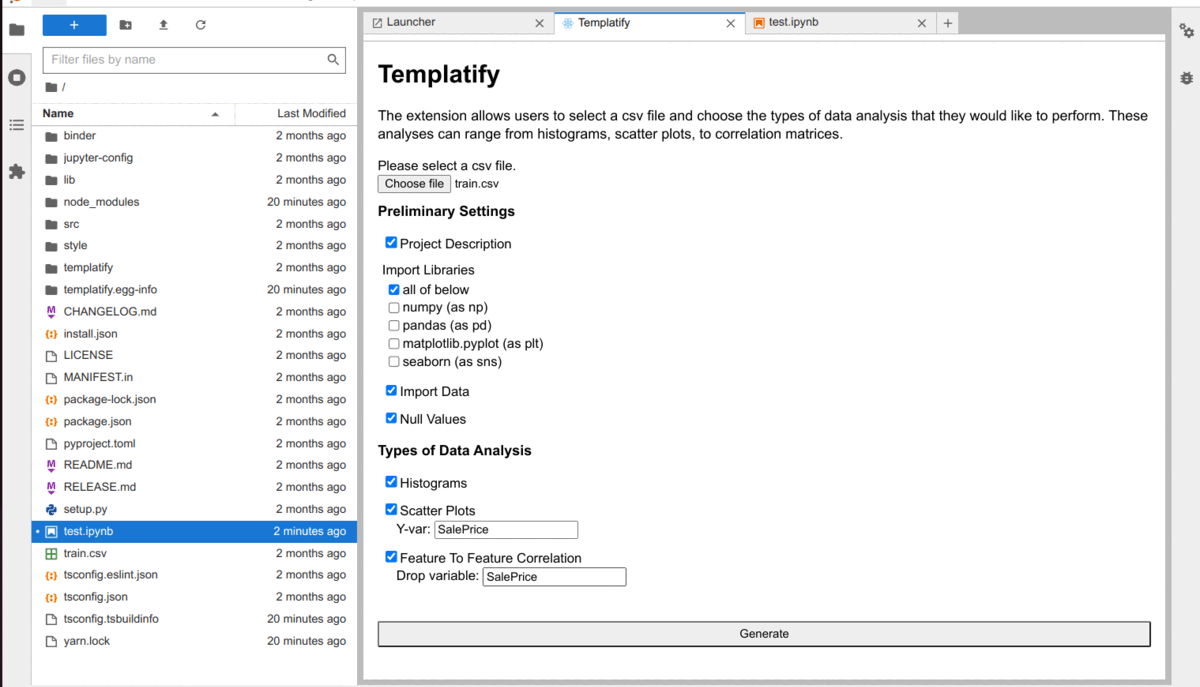 Launcher
Templatify
test.ipynb
+
Filter files by name
/
Name Last Modified
binder 2 months ago
jupyter-config 2 months ago
lib 2 months ago
node_modules 20 minutes ago
src 2 months ago
style 2 months ago
templatify 2 months ago
templatify.egg-info 20 minutes ago
CHANGELOG.md 2 months ago
install.json 2 months ago
LICENSE 2 months ago
MANIFEST.in 2 months ago
package-lock.json 2 months ago
package.json 2 months ago
pyproject.toml 2 months ago
README.md 2 months ago
RELEASE.md 2 months ago
setup.py 2 months ago
test.ipynb 2 minutes ago
train.csv 2 months ago
tsconfig.eslint.json 2 months ago
tsconfig.json 2 months ago
tsconfig.tsbuildinfo 20 minutes ago
yarn.lock 20 minutes ago
Templatify
The extension allows users to select a csv file and choose the types of data analysis that they would like to perform. These
analyses can range from histograms, scatter plots, to correlation matrices.
Please select a csv file.
Choose file train.csv
Preliminary Settings
Project Description
Import Libraries
all of below
numpy (as np)
pandas (as pd)
matplotlib.pyplot (as plt)
seaborn (as sns)
Import Data
Null Values
Types of Data Analysis
Histograms
Scatter Plots
Y-var: SalePrice
Feature To Feature Correlation
Drop variable: SalePrice
Generate